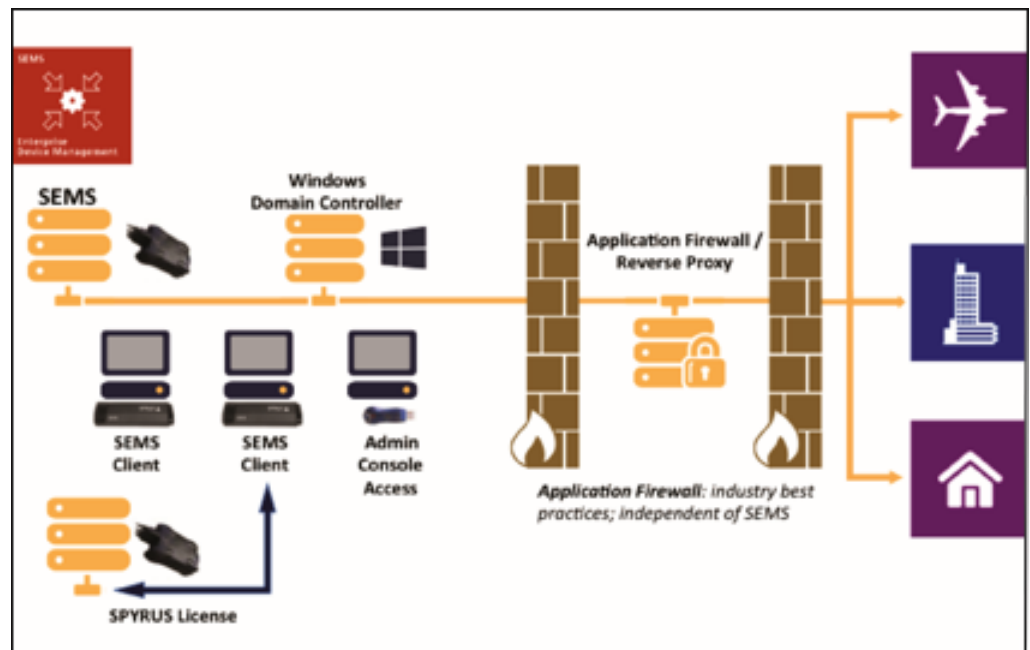 SEMS
Enterprise
Device Management
SEMS
Windows
Domain Controller
Application Firewall /
Reverse Proxy
SEMS
Client
SEMS
Client
Admin
Console
Access
Application Firewall: industry best
practices; independent of SEMS
SPYRUS License